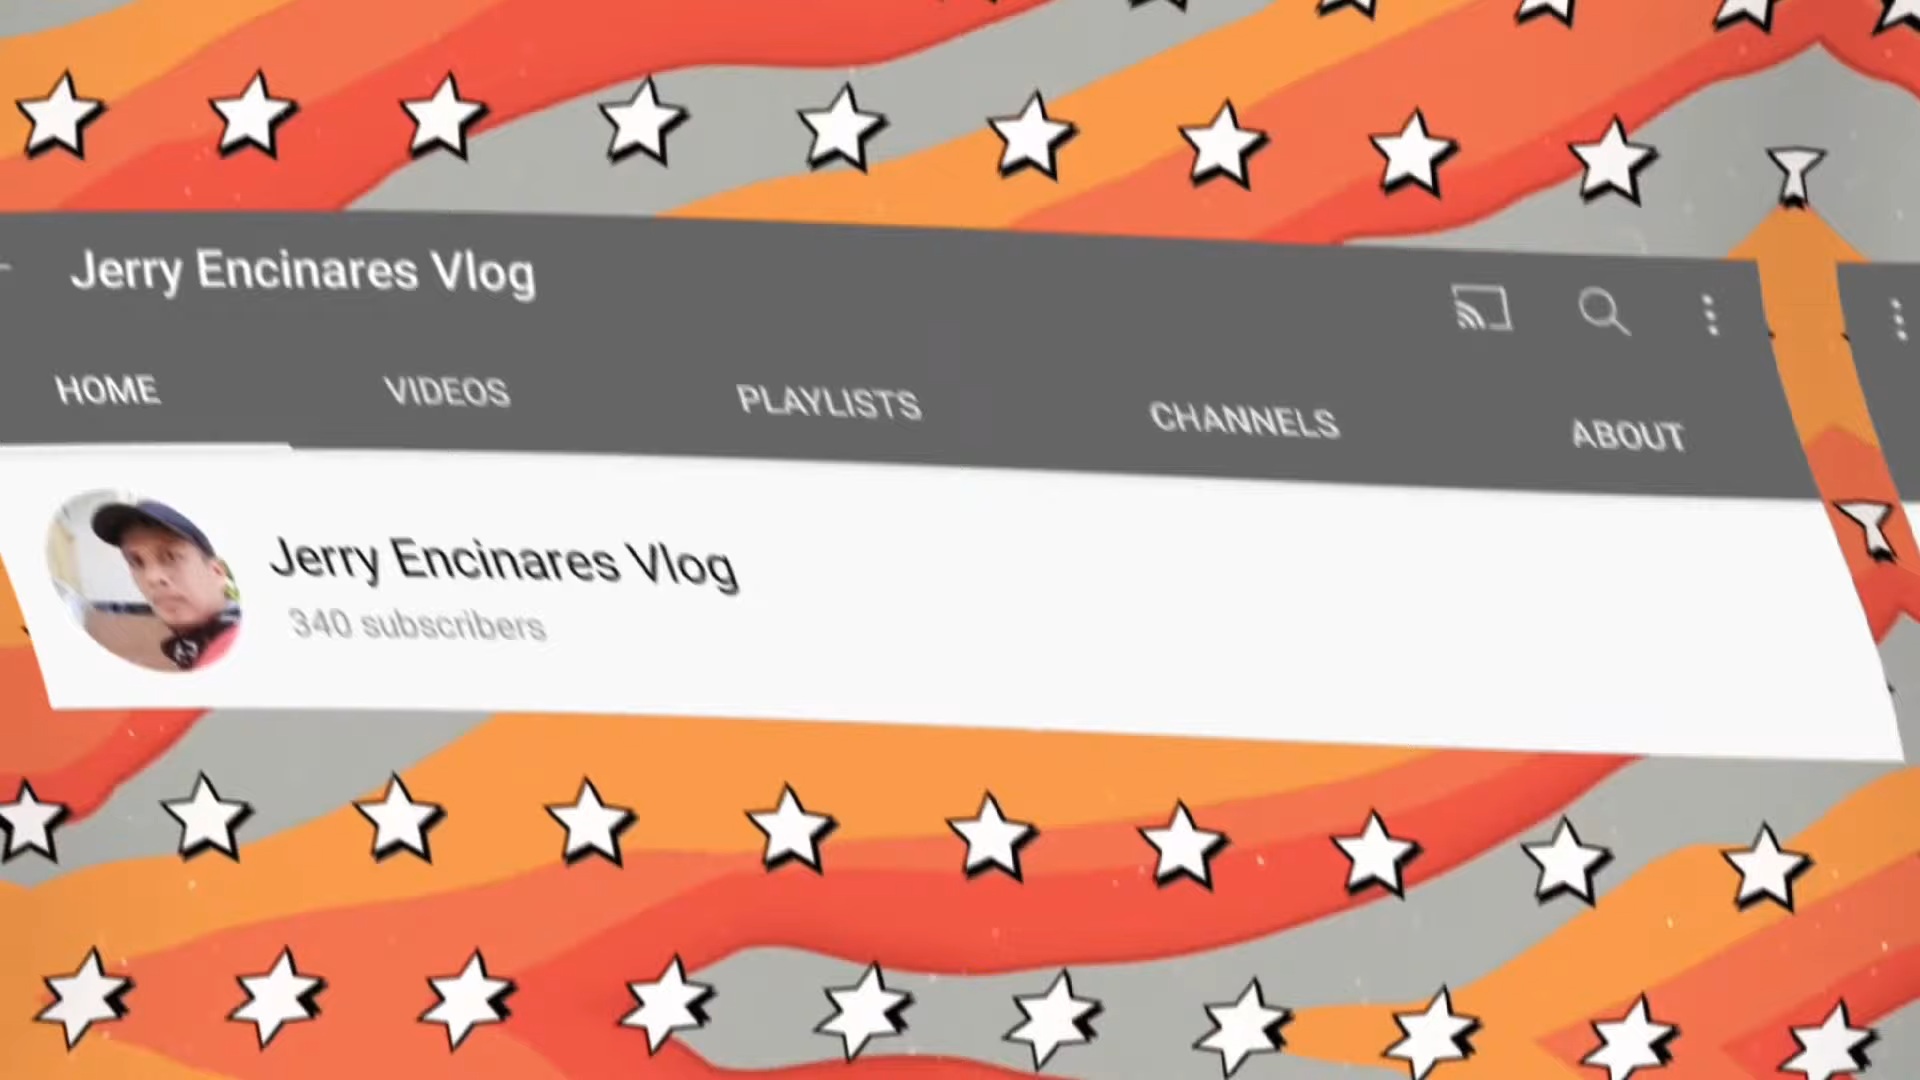 Jerry Encinares Vlog
HOME VIDEOS PLAYLISTS CHANNELS ABOUT
Jerry Encinares Vlog
340 subscribers